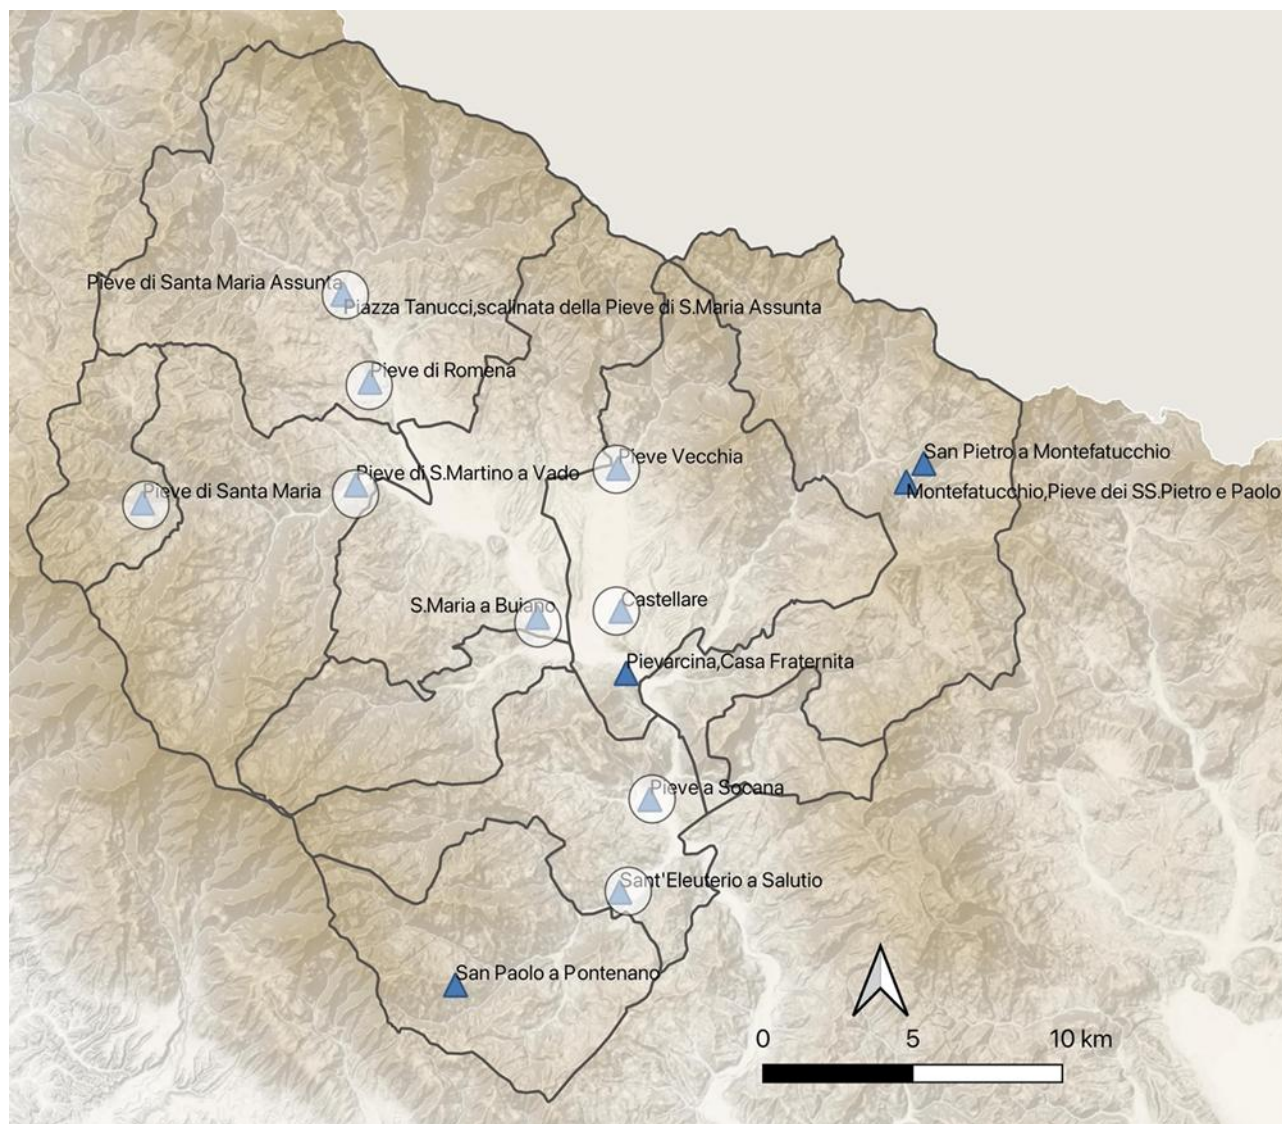 Pieve di Santa Maria Assunta
Piazza Tanucci,scalinata della Pieve di S.Maria Assunta
Pieve di Romena
San Pietro a Montefatucchio
Pieve Vecchia
Pieve di S.Martino a Vado
Pieve di Santa Maria
Montefatucchio,Pieve dei SS.Pietro e Paolo
Castellare
S.Maria a Buiano
Pievarcina,Casa Fraternita
Pieve a Socana
Sant'Eleuterio a Salutio
San Paolo a Pontenano
0 5 10 km